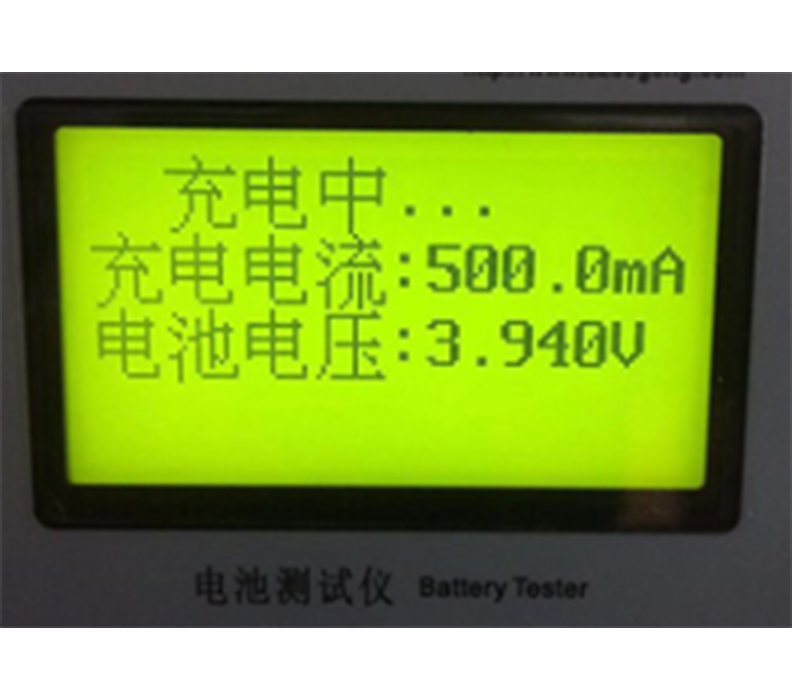 充电中...
充电电流:500.0mA
电池电压:3.940V
电池测试仪 Battery Tester